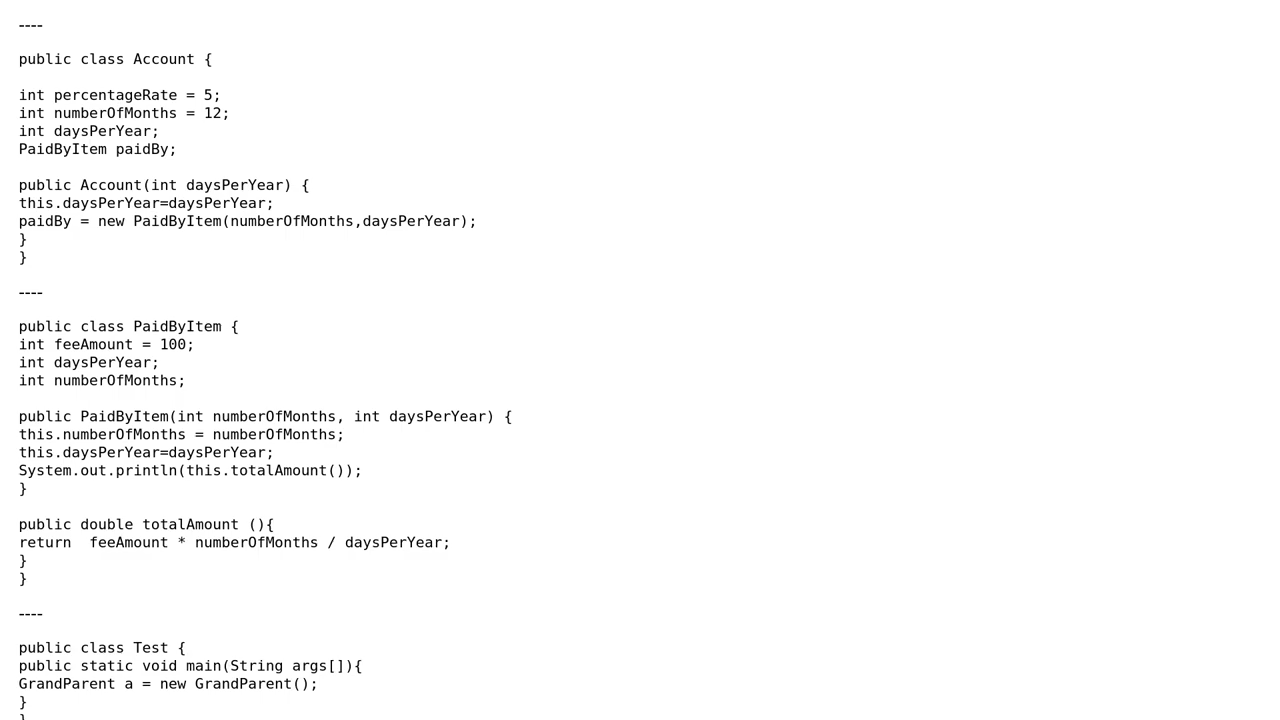 ----
public class Account {
int percentageRate = 5;
int numberOfMonths = 12;
int daysPerYear;
PaidByItem paidBy;
public Account(int daysPerYear) {
this.daysPerYear=daysPerYear;
paidBy = new PaidByItem(numberOfMonths,daysPerYear);
}
}
----
public class PaidByItem {
int feeAmount = 100;
int daysPerYear;
int numberOfMonths;
public PaidByItem(int numberOfMonths, int daysPerYear) {
this.numberOfMonths = numberOfMonths;
this.daysPerYear=daysPerYear;
System.out.println(this.totalAmount());
}
public double totalAmount (){
return  feeAmount * numberOfMonths / daysPerYear;
}
}
----
public class Test {
public static void main(String args[]){
GrandParent a = new GrandParent();
}
}